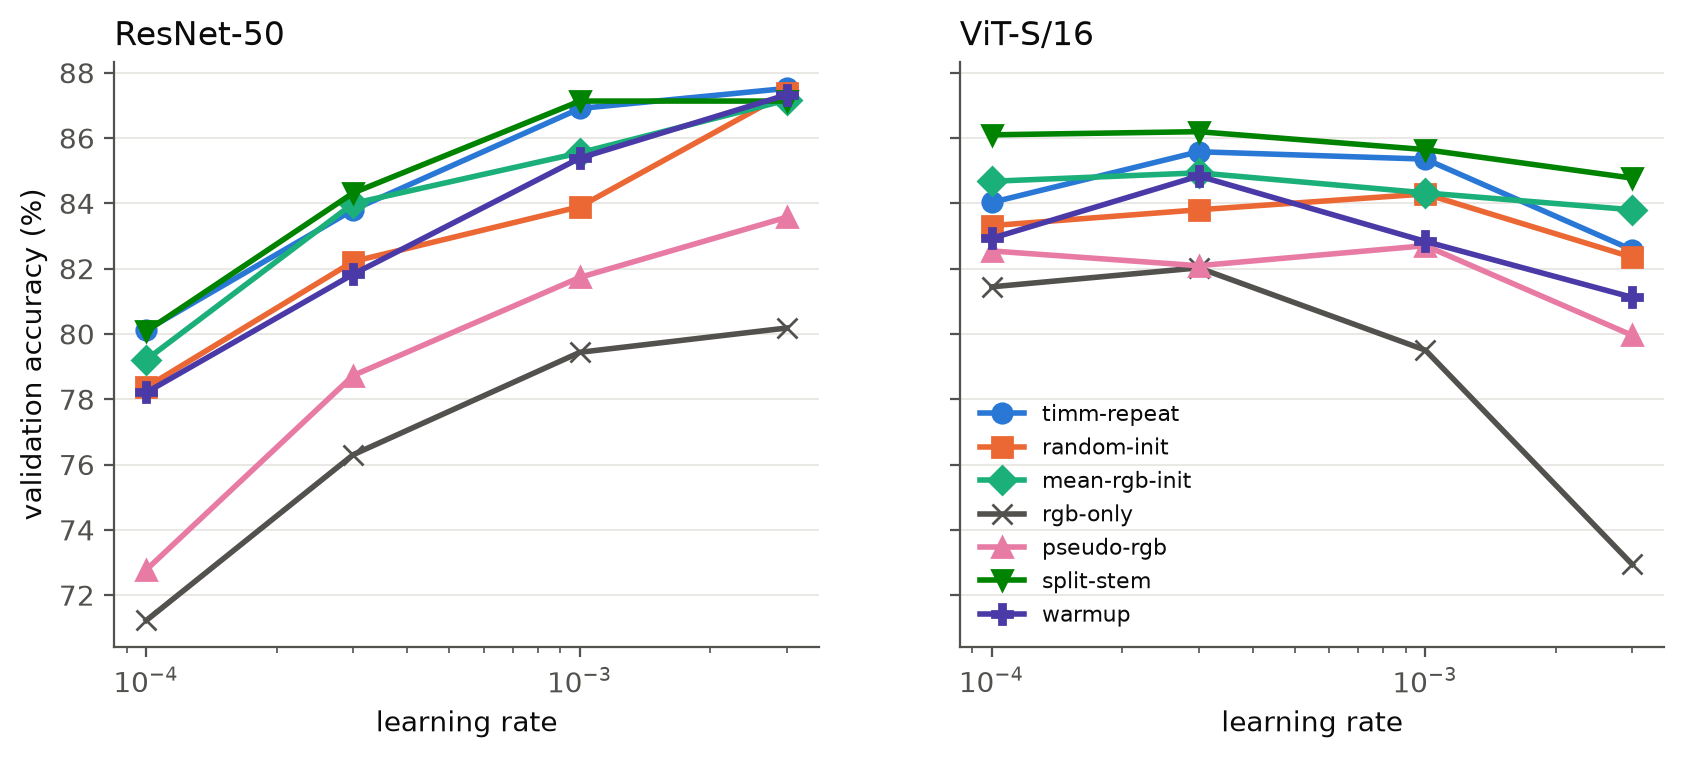 ResNet-50
ViT-S/16
validation accuracy (%)
88
86
84
82
80
78
76
74
72
10⁻⁴
10⁻³
learning rate
10⁻⁴
10⁻³
learning rate
timm-repeat
random-init
mean-rgb-init
rgb-only
pseudo-rgb
split-stem
warmup